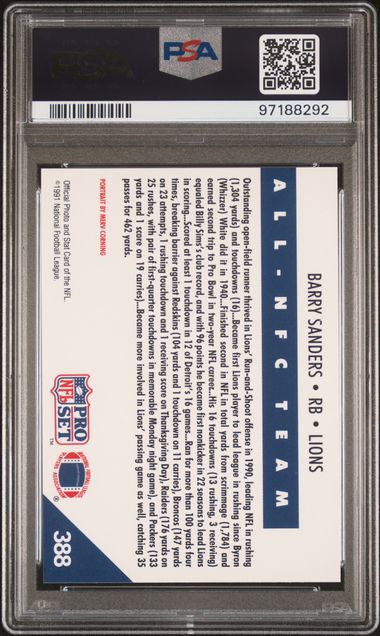 PSA
97188292
BARRY SANDERS • RB • LIONS
ALL-NFC TEAM
Outstanding open-field runner thrived in Lions' Run-and-Shoot offense in 1990, leading NFL in rushing
(1,304 yards) and touchdowns (16)...Became first Lions player to lead league in rushing since Byron
(Whizzer) White did it in 1940...Finished second in NFL in total yards from scrimmage (1,784) and
earned second trip to Pro Bowl in two-year NFL career...His 16 touchdowns (13 rushing, 3 receiving)
equaled Billy Sims's club record, and with 96 points he became first nonkicker in 22 seasons to lead Lions
in scoring...Scored at least 1 touchdown in 12 of Detroit's 16 games...Ran for more than 100 yards four
times, breaking barrier against Redskins (104 yards and 1 touchdown on 11 carries), Broncos (147 yards
on 23 attempts, 1 rushing touchdown and 1 receiving score on Thanksgiving Day), Raiders (176 yards on
25 rushes, with pair of first-quarter touchdowns in memorable Monday night game), and Packers (133
yards and 1 score on 19 carries)...Became more involved in Lions' passing game as well, catching 35
passes for 462 yards.
PORTRAIT BY MERV CORNING
Official Photo and Stat Card of the NFL.
©1991 National Football League.
PRO
NFL
SET
™
®
388